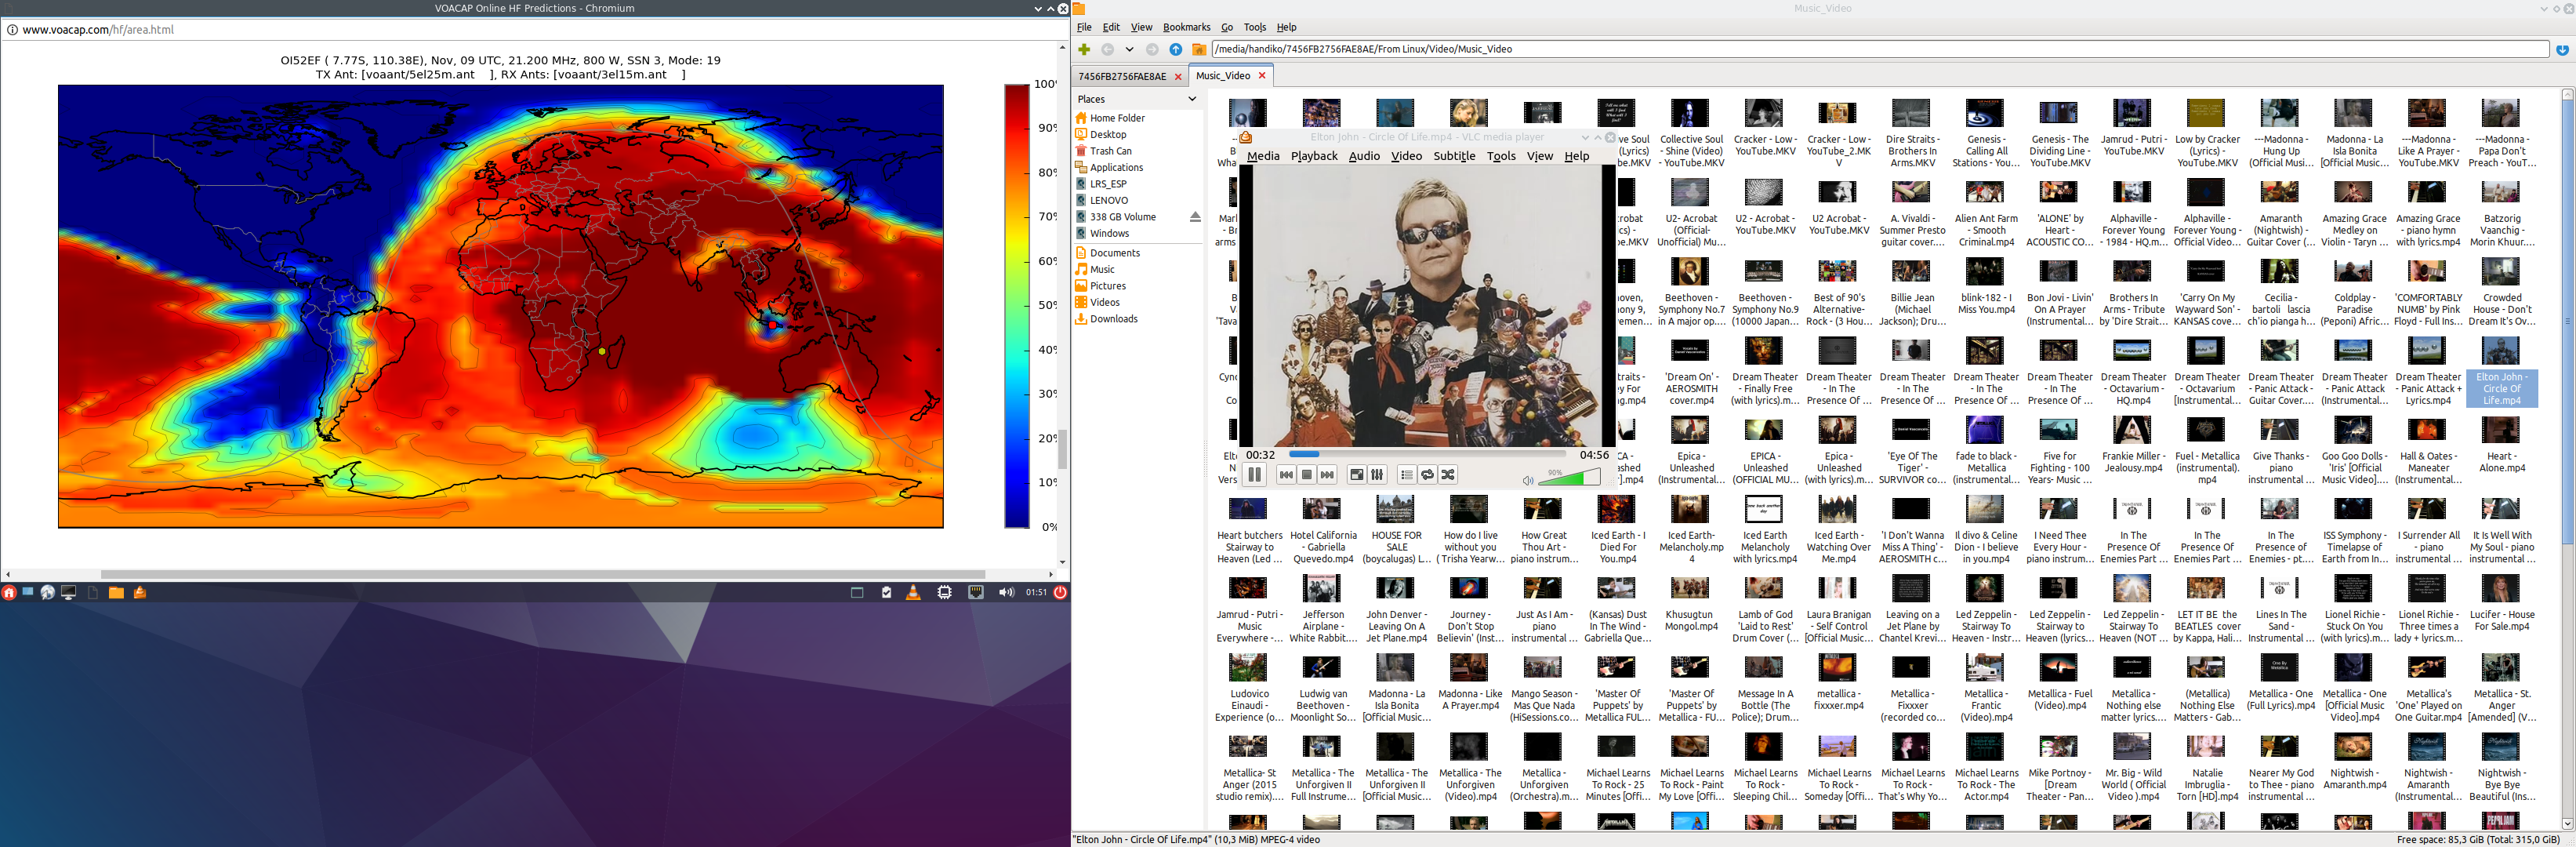 VOACAP Online HF Predictions - Chromium
www.voacap.com/hf/area.html
OI52EF ( 7.77S, 110.38E), Nov, 09 UTC, 21.200 MHz, 800 W, SSN 3, Mode: 19
TX Ant: [voaant/5el25m.ant ], RX Ants: [voaant/3el15m.ant ]
100%
90%
80%
70%
60%
50%
40%
30%
20%
10%
0%
01:51
Music_Video
File Edit View Bookmarks Go Tools Help
/media/handiko/7456FB2756FAE8AE/From Linux/Video/Music_Video
7456FB2756FAE8AE
Music_Video
Places
Home Folder
Desktop
Trash Can
Applications
LRS_ESP
LENOVO
338 GB Volume
Windows
Documents
Music
Pictures
Videos
Downloads
Elton John - Circle Of Life.mp4 - VLC media player
Media Playback Audio Video Subtitle Tools View Help
00:32
04:56
90%
Collective Soul - Shine (Video) - YouTube.MKV
Cracker - Low - YouTube.MKV
Cracker - Low - YouTube_2.MKV
Dire Straits - Brothers In Arms.MKV
Genesis - Calling All Stations - You...
Genesis - The Dividing Line - YouTube.MKV
Jamrud - Putri - YouTube.MKV
Low by Cracker (Lyrics) - YouTube.MKV
---Madonna - Hung Up (Official Music...
Madonna - La Isla Bonita [Official Music...
---Madonna - Like A Prayer - YouTube.MKV
---Madonna - Papa Don't Preach - YouT...
U2- Acrobat (Official-Unofficial) Mu...
U2 - Acrobat - YouTube.MKV
U2 Acrobat - YouTube.MKV
A. Vivaldi - Summer Presto guitar cover....
Alien Ant Farm - Smooth Criminal.mp4
'ALONE' by Heart - ACOUSTIC CO...
Alphaville - Forever Young - 1984 - HQ.m...
Alphaville - Forever Young - Official Video...
Amaranth (Nightwish) - Guitar Cover (...
Amazing Grace Medley on Violin - Taryn ...
Amazing Grace - piano hymn with lyrics.mp4
Batzorig Vaanchig - Morin Khuur....
Beethoven - Symphony No.7 in A major op....
Beethoven - Symphony No.9 (10000 Japan...
Best of 90's Alternative-Rock - (3 Hou...
Billie Jean (Michael Jackson); Dru...
blink-182 - I Miss You.mp4
Bon Jovi - Livin' On A Prayer (Instrumental...
Brothers In Arms - Tribute by 'Dire Strait...
'Carry On My Wayward Son' - KANSAS cove...
Cecilia - bartoli lascia ch'io pianga h...
Coldplay - Paradise (Peponi) Afric...
'COMFORTABLY NUMB' by Pink Floyd - Full Ins...
Crowded House - Don't Dream It's Ov...
'Dream On' - AEROSMITH cover.mp4
Dream Theater - Finally Free (with lyrics).m...
Dream Theater - In The Presence Of ...
Dream Theater - In The Presence Of ...
Dream Theater - In The Presence Of ...
Dream Theater - In The Presence Of ...
Dream Theater - Octavarium - HQ.mp4
Dream Theater - Octavarium [Instrumental...
Dream Theater - Panic Attack - Guitar Cover....
Dream Theater - Panic Attack (Instrumental...
Dream Theater - Panic Attack + Lyrics.mp4
Elton John - Circle Of Life.mp4
Epica - Unleashed (Instrumental...
EPICA - Unleashed (OFFICIAL MU...
Epica - Unleashed (with lyrics).m...
'Eye Of The Tiger' - SURVIVOR co...
fade to black - Metallica (instrumental)...
Five for Fighting - 100 Years- Music ...
Frankie Miller - Jealousy.mp4
Fuel - Metallica (instrumental).mp4
Give Thanks - piano instrumental ...
Goo Goo Dolls - 'Iris' [Official Music Video]....
Hall & Oates - Maneater (Instrumental...
Heart - Alone.mp4
Heart butchers Stairway to Heaven (Led ...
Hotel California - Gabriella Quevedo.mp4
HOUSE FOR SALE (boycalugas) L...
How do I live without you ( Trisha Yearw...
How Great Thou Art - piano instrum...
Iced Earth - I Died For You.mp4
Iced Earth-Melancholy.mp4
Iced Earth Melancholy with lyrics.mp4
Iced Earth - Watching Over Me.mp4
'I Don't Wanna Miss A Thing' - AEROSMITH c...
Il divo & Celine Dion - I believe in you.mp4
I Need Thee Every Hour - piano instrum...
In The Presence Of Enemies Part ...
In The Presence Of Enemies Part ...
In The Presence of Enemies - pt....
ISS Symphony - Timelapse of Earth from In...
I Surrender All - piano instrumental ...
It Is Well With My Soul - piano instrumental ...
Jamrud - Putri - Music Everywhere -...
Jefferson Airplane - White Rabbit....
John Denver - Leaving On A Jet Plane.mp4
Journey - Don't Stop Believin' (Inst...
Just As I Am - piano instrumental ...
(Kansas) Dust In The Wind - Gabriella Que...
Khusugtun Mongol.mp4
Lamb of God 'Laid to Rest' Drum Cover (...
Laura Branigan - Self Control [Official Music...
Leaving on a Jet Plane by Chantel Krevi...
Led Zeppelin - Stairway To Heaven - Instr...
Led Zeppelin - Stairway to Heaven (lyrics...
Led Zeppelin - Stairway To Heaven (NOT ...
LET IT BE the BEATLES cover by Kappa, Hali...
Lines In The Sand - Instrumental ...
Lionel Richie - Stuck On You (with lyrics).m...
Lionel Richie - Three times a lady + lyrics.m...
Lucifer - House For Sale.mp4
Ludovico Einaudi - Experience (o...
Ludwig van Beethoven - Moonlight So...
Madonna - La Isla Bonita [Official Music...
Madonna - Like A Prayer.mp4
Mango Season - Mas Que Nada (HiSessions.co...
'Master Of Puppets' by Metallica FUL...
'Master Of Puppets' by Metallica - FU...
Message In A Bottle (The Police); Drum...
metallica - fixxxer.mp4
Metallica - Fixxxer (recorded co...
Metallica - Frantic (Video).mp4
Metallica - Fuel (Video).mp4
Metallica - Nothing else matter lyrics....
(Metallica) Nothing Else Matters - Gab...
Metallica - One (Full Lyrics).mp4
Metallica - One [Official Music Video].mp4
Metallica's 'One' Played on One Guitar.mp4
Metallica - St. Anger [Amended] (V...
Metallica- St Anger (2015 studio remix)....
Metallica - The Unforgiven II Full Instrume...
Metallica - The Unforgiven II [Official Music...
Metallica - The Unforgiven (Video).mp4
Metallica - Unforgiven (Orchestra).m...
Michael Learns To Rock - 25 Minutes [Offi...
Michael Learns To Rock - Paint My Love [Offi...
Michael Learns To Rock - Sleeping Chil...
Michael Learns To Rock - Someday [Offi...
Michael Learns To Rock - That's Why Yo...
Michael Learns To Rock - The Actor.mp4
Mike Portnoy - [Dream Theater - Pan...
Mr. Big - Wild World ( Official Video ).mp4
Natalie Imbruglia - Torn [HD].mp4
Nearer My God to Thee - piano instrumental ...
Nightwish - Amaranth.mp4
Nightwish - Amaranth (Instrumental...
Nightwish - Bye Bye Beautiful (Ins...
"Elton John - Circle Of Life.mp4" (10,3 MiB) MPEG-4 video
Free space: 85,3 GiB (Total: 315,0 GiB)